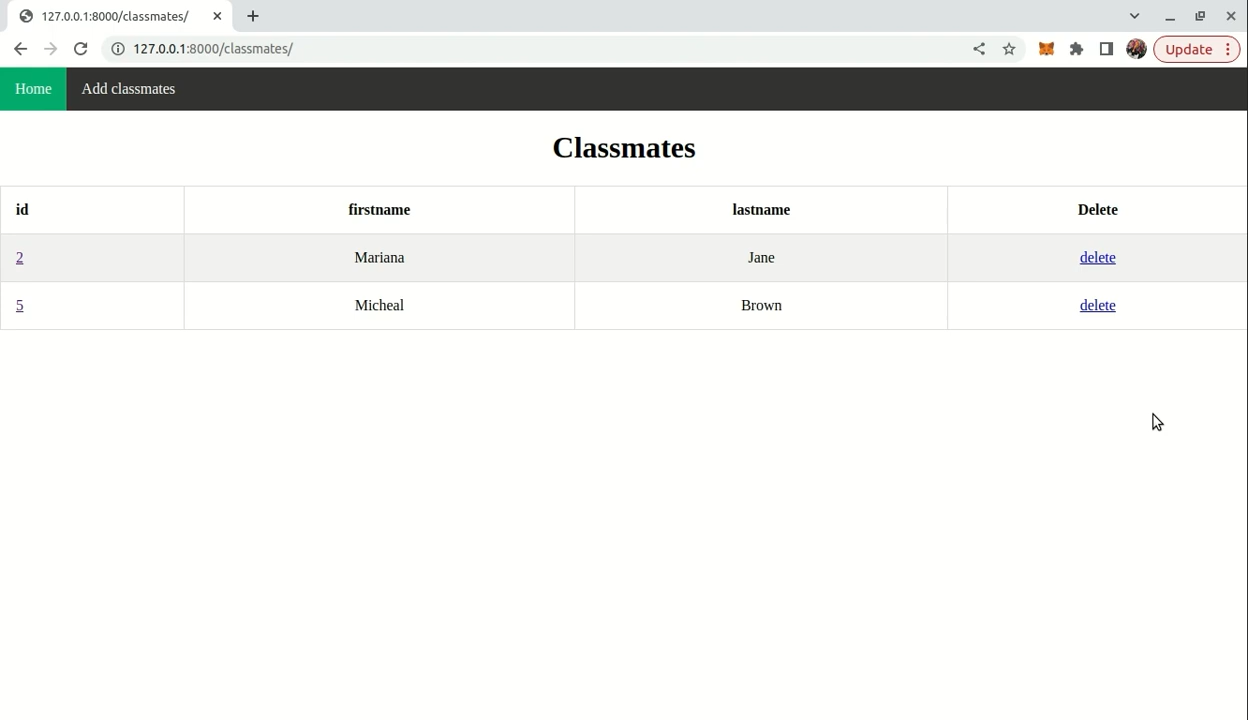 127.0.0.1:8000/classmates/
127.0.0.1:8000/classmates/
Update
Home Add classmates
Classmates
id firstname lastname Delete
2 Mariana Jane delete
5 Micheal Brown delete